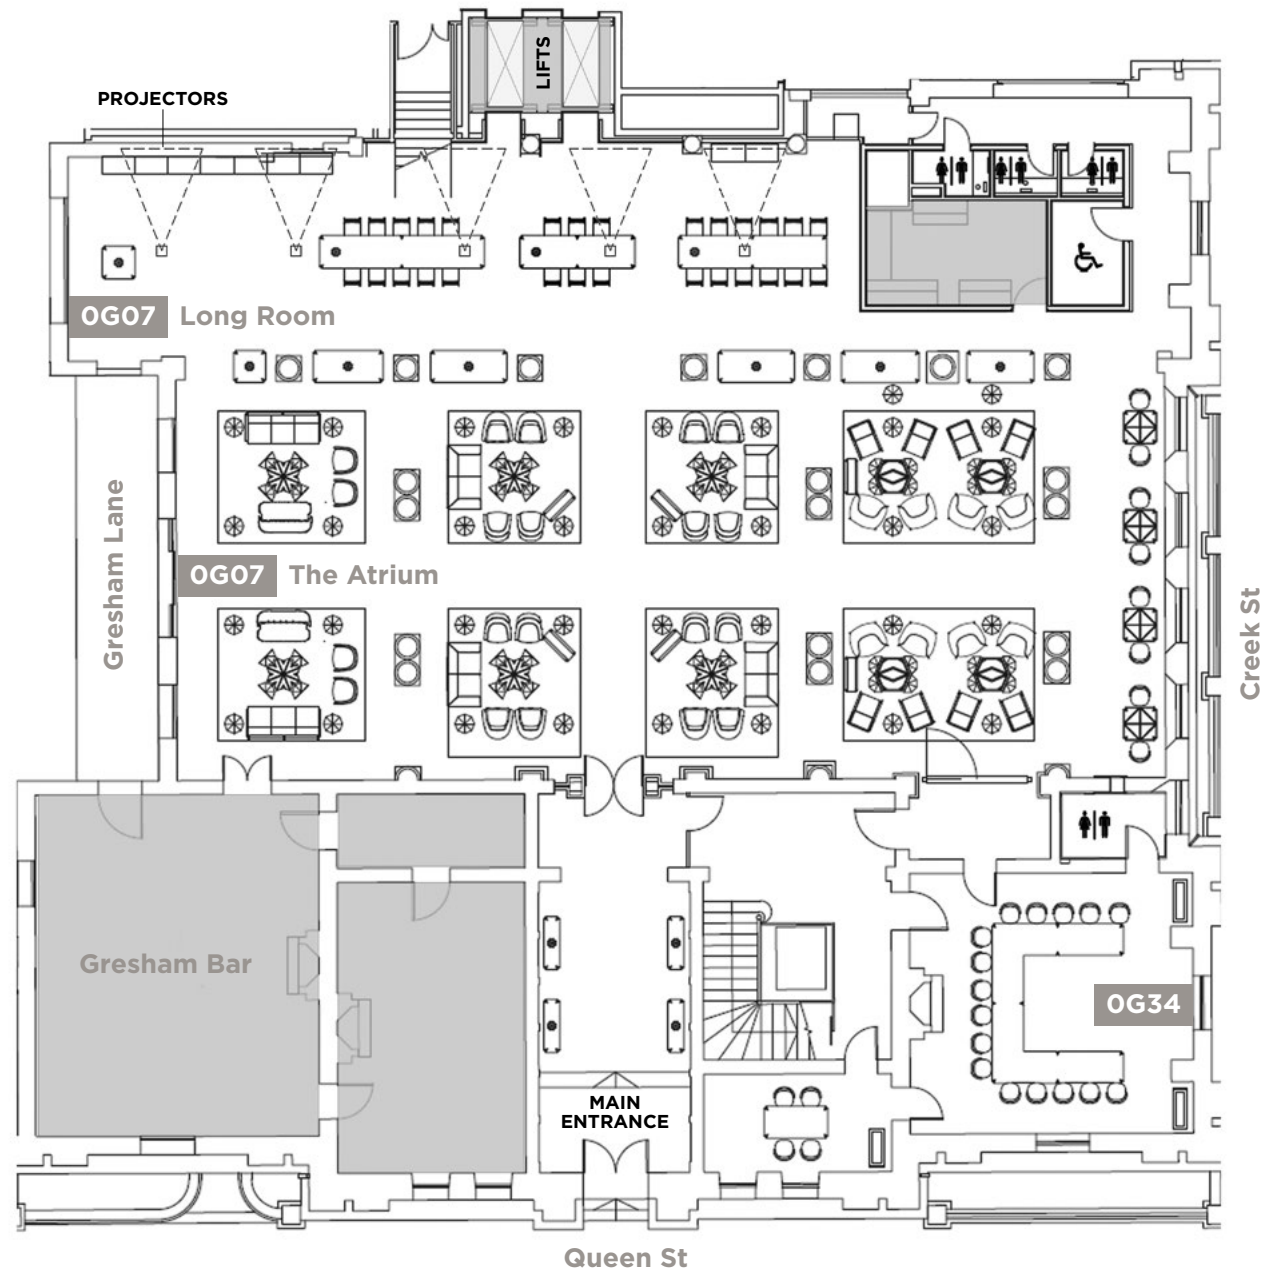 LIFTS
PROJECTORS
0G07 Long Room
Gresham Lane
0G07 The Atrium
Creek St
Gresham Bar
0G34
MAIN
ENTRANCE
Queen St